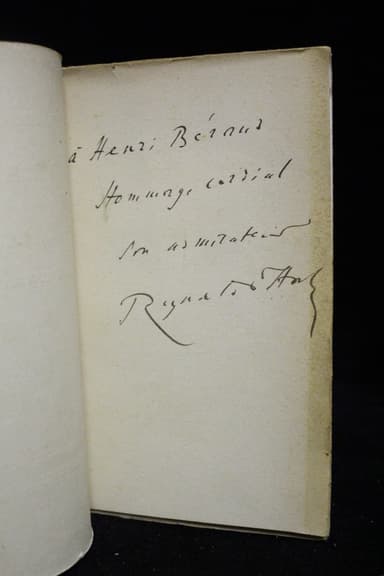 à Henri Béraud
Hommage cordial
Son admirateur
Reynaldo Hahn